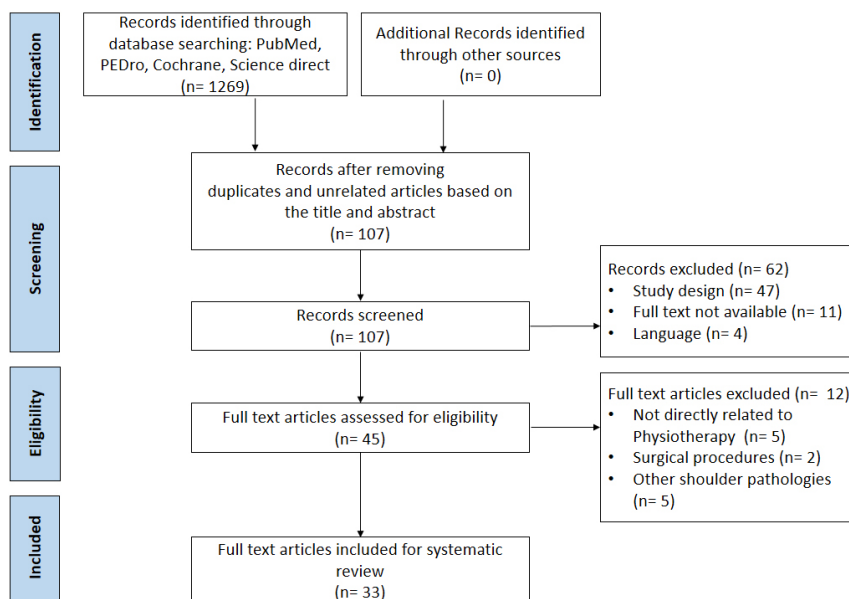 Identification
Records identified through
database searching: PubMed,
PEDro, Cochrane, Science direct
(n= 1269)
Additional Records identified
through other sources
(n= 0)
Screening
Records after removing
duplicates and unrelated articles based on
the title and abstract
(n= 107)
Records screened
(n= 107)
Records excluded (n= 62)
• Study design (n= 47)
• Full text not available (n= 11)
• Language (n= 4)
Eligibility
Full text articles assessed for eligibility
(n= 45)
Full text articles excluded (n= 12)
• Not directly related to
Physiotherapy (n= 5)
• Surgical procedures (n= 2)
• Other shoulder pathologies
(n= 5)
Included
Full text articles included for systematic
review
(n= 33)